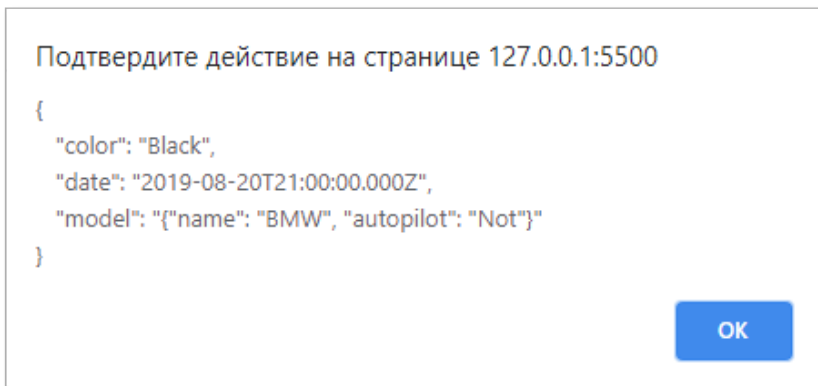 Подтвердите действие на странице 127.0.0.1:5500
{
"color": "Black",
"date": "2019-08-20T21:00:00.000Z",
"model": "{"name": "BMW", "autopilot": "Not"}"
}
ОК